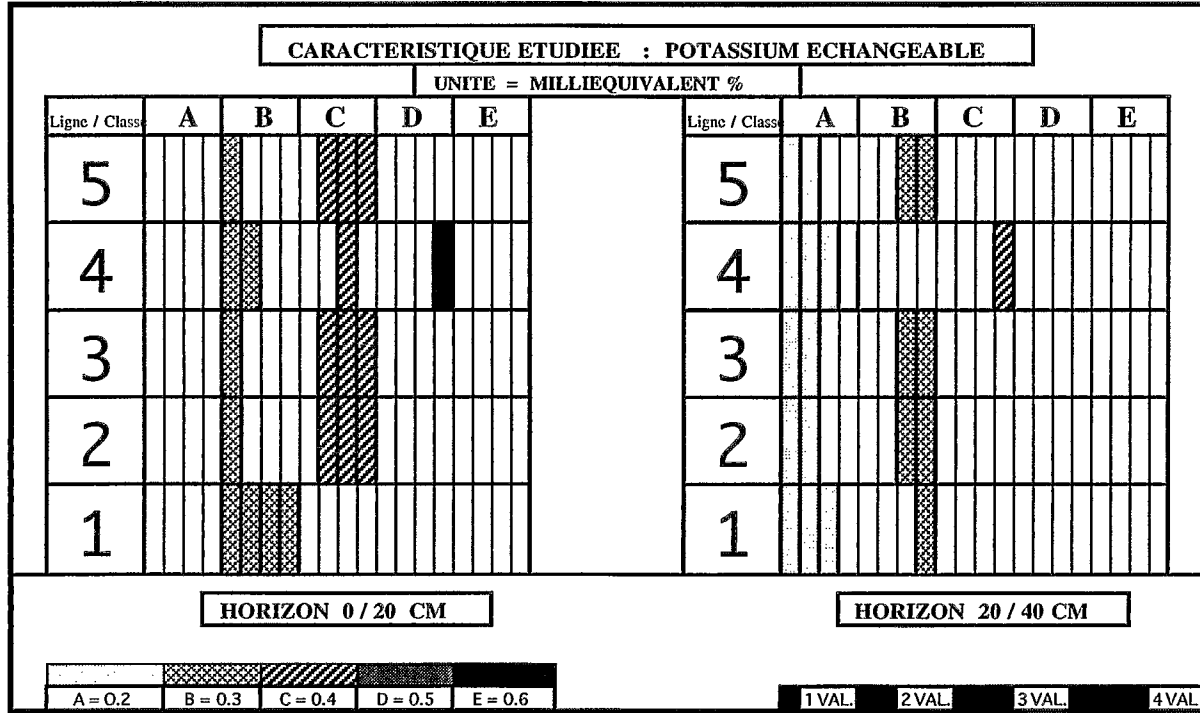 CARACTERISTIQUE ETUDIEE : POTASSIUM ECHANGEABLE
UNITE = MILLIEQUIVALENT %
Ligne / Classe A B C D E
5
4
3
2
1
HORIZON 0 / 20 CM
Ligne / Classe A B C D E
5
4
3
2
1
HORIZON 20 / 40 CM
A = 0.2 B = 0.3 C = 0.4 D = 0.5 E = 0.6
1 VAL. 2 VAL. 3 VAL. 4 VAL